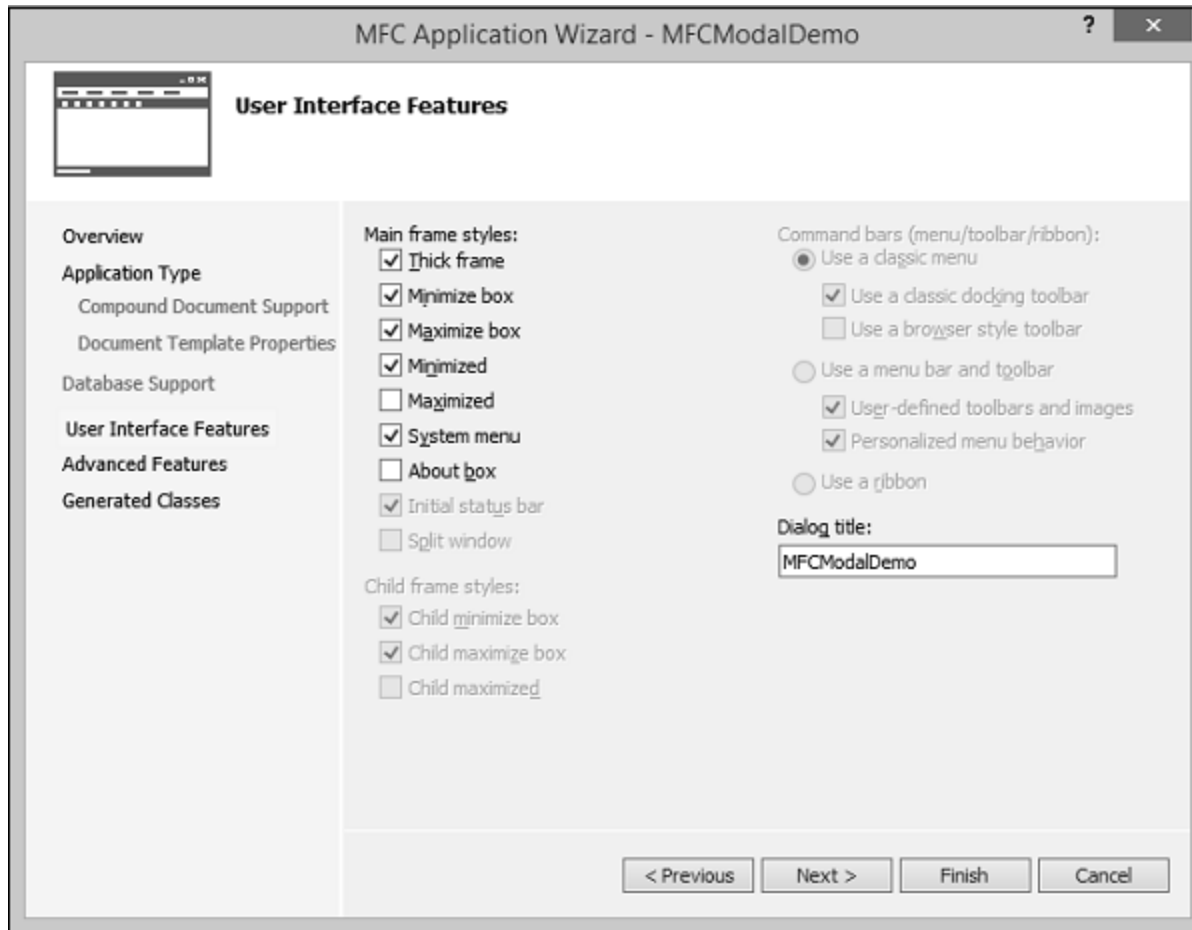 MFC Application Wizard - MFCModalDemo
?
User Interface Features
Overview
Application Type
Compound Document Support
Document Template Properties
Database Support
User Interface Features
Advanced Features
Generated Classes
Main frame styles:
Thick frame
Minimize box
Maximize box
Minimized
Maximized
System menu
About box
Initial status bar
Split window
Child frame styles:
Child minimize box
Child maximize box
Child maximized
Command bars (menu/toolbar/ribbon):
Use a classic menu
Use a classic docking toolbar
Use a browser style toolbar
Use a menu bar and toolbar
User-defined toolbars and images
Personalized menu behavior
Use a ribbon
Dialog title:
MFCModalDemo
< Previous
Next >
Finish
Cancel